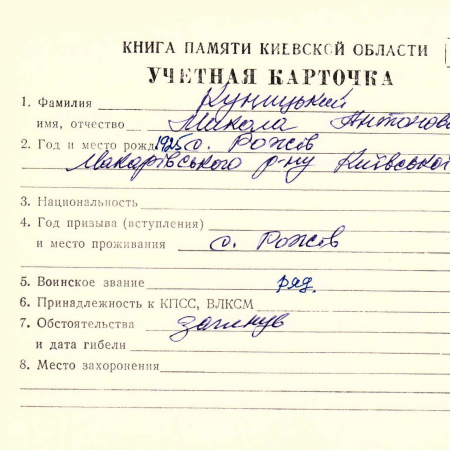 КНИГА ПАМЯТИ КИЕВСКОЙ ОБЛАСТИ
УЧЕТНАЯ КАРТОЧКА
1. Фамилия Куницький
имя, отчество Микола Антонов
2. Год и место рожд 1925 с. Рожів
Макарівського р-ну Київської
3. Национальность
4. Год призыва (вступления)
и место проживания с. Рожів
5. Воинское звание ряд.
6. Принадлежность к КПСС, ВЛКСМ
7. Обстоятельства загинув
и дата гибели
8. Место захоронения